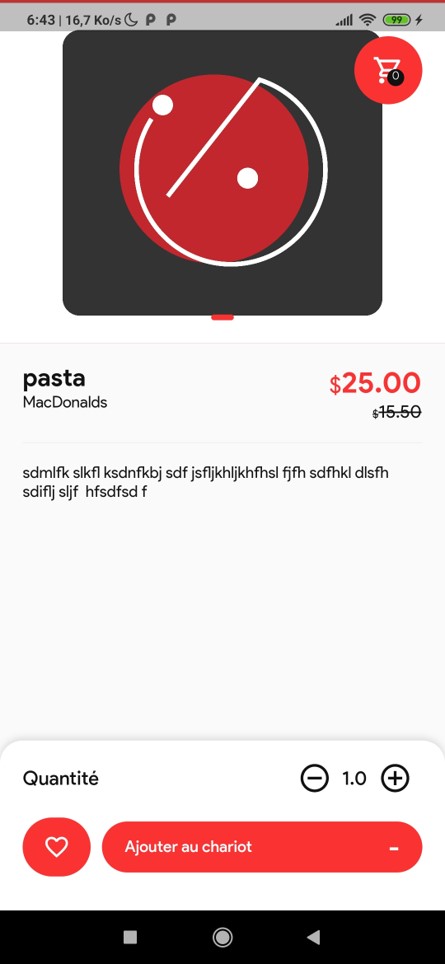 6:43 | 16,7 Ko/s
99
0
pasta
$25.00
MacDonalds
$15.50
sdmlfk slkfl ksdnfkbj sdf jsfljkhljkhfhsl fjfh sdfhkl dlsfh
sdiflj sljf hfsdfsd f
Quantité
1.0
Ajouter au chariot
-